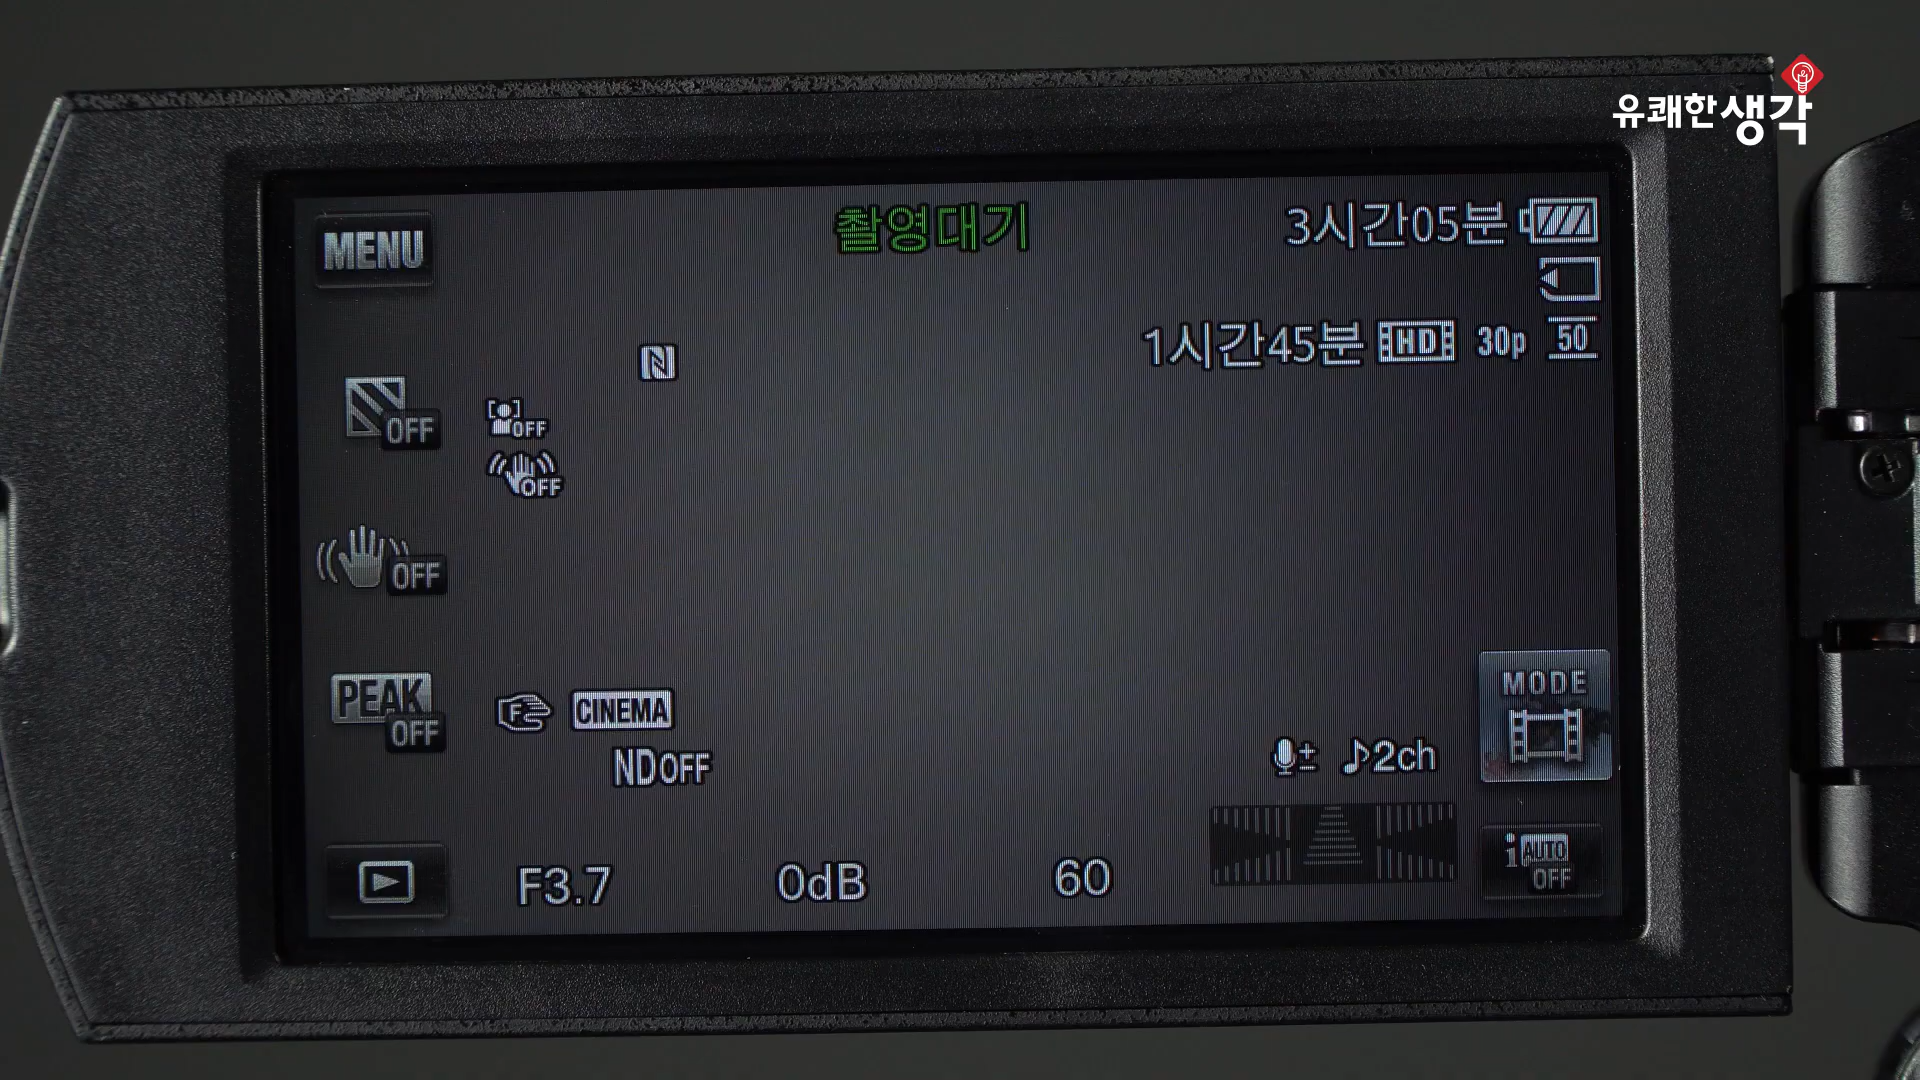 유쾌한생각
MENU
촬영대기
3시간05분
1시간45분 HD 30p 50
N
OFF
OFF
OFF
OFF
PEAK
OFF
F CINEMA
NDOFF
MODE
♪2ch
F3.7
0dB
60
iAUTO
OFF